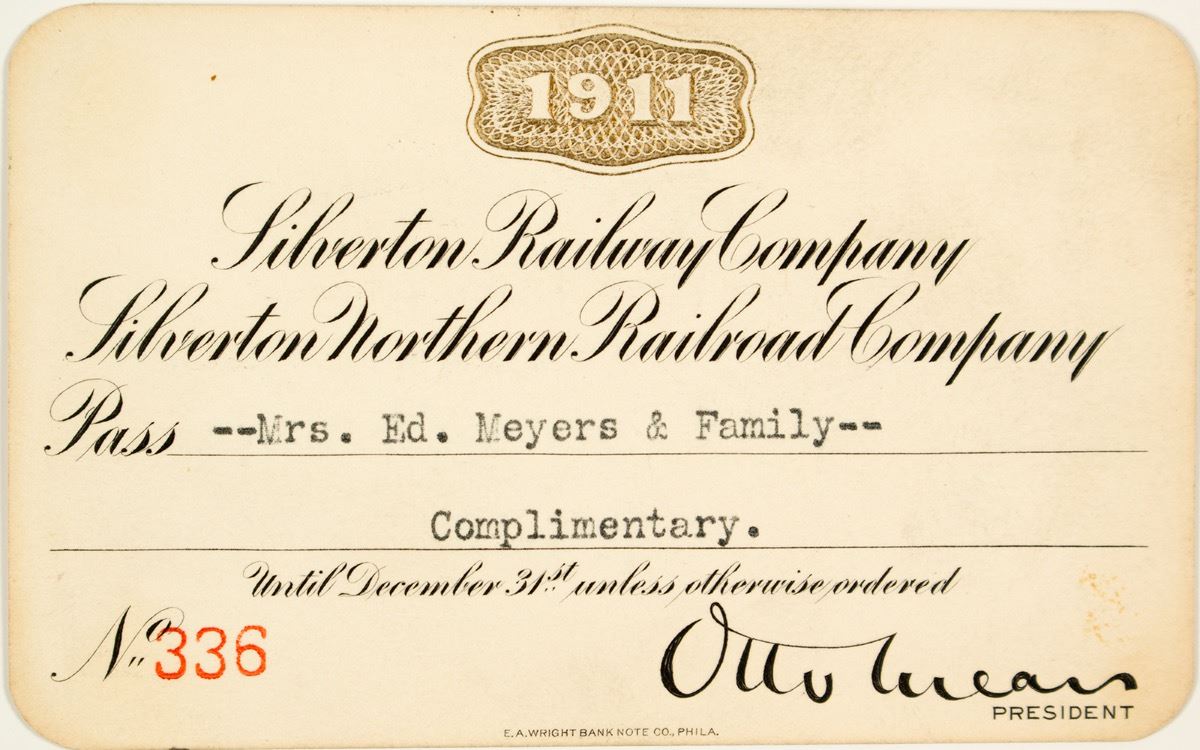 1911
Silverton Railway Company
Silverton Northern Railroad Company
Pass --Mrs. Ed. Meyers & Family--
Complimentary.
Until December 31st unless otherwise ordered
No. 336
Otto Mears
PRESIDENT
E.A. WRIGHT BANK NOTE CO., PHILA.